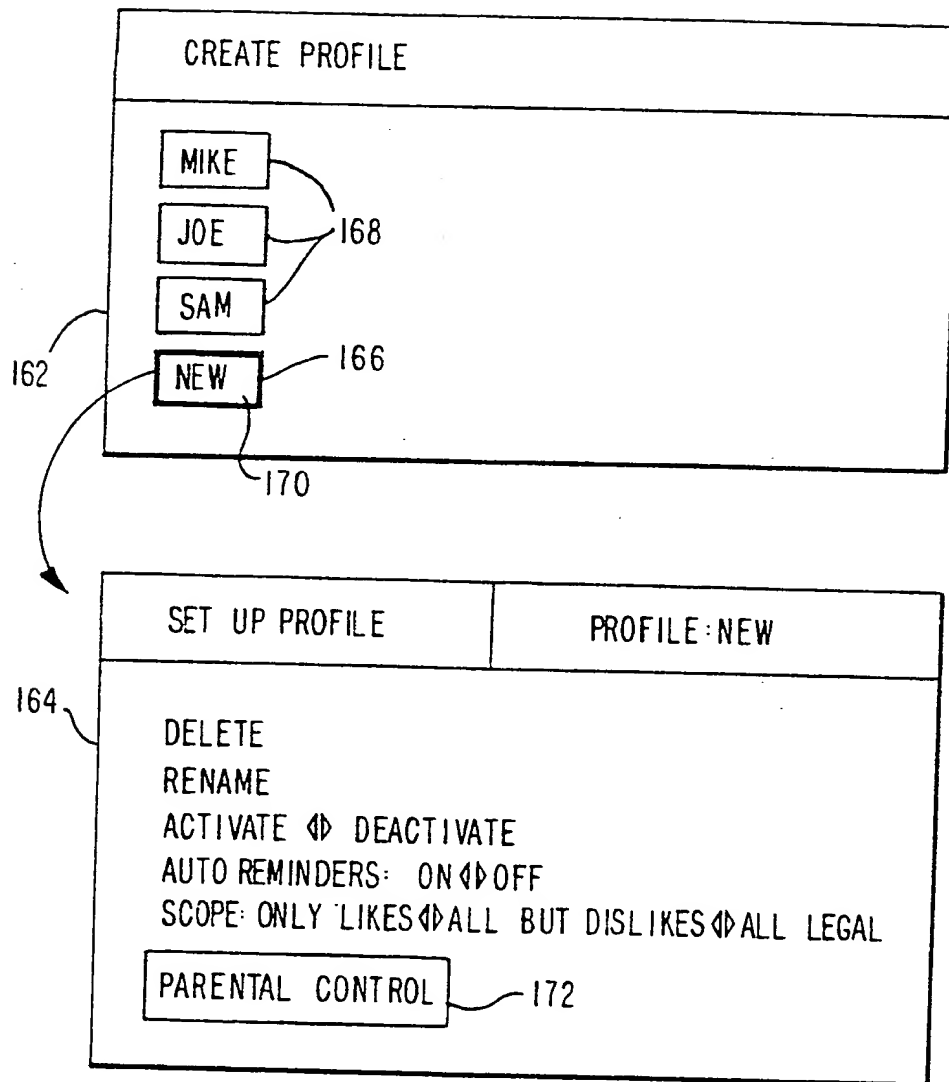 CREATE PROFILE
MIKE
JOE
168
SAM
162
NEW
166
170
SET UP PROFILE
PROFILE:NEW
164
DELETE
RENAME
ACTIVATE ◁▷ DEACTIVATE
AUTO REMINDERS: ON◁▷OFF
SCOPE: ONLY LIKES◁▷ALL BUT DISLIKES◁▷ALL LEGAL
PARENTAL CONTROL
172